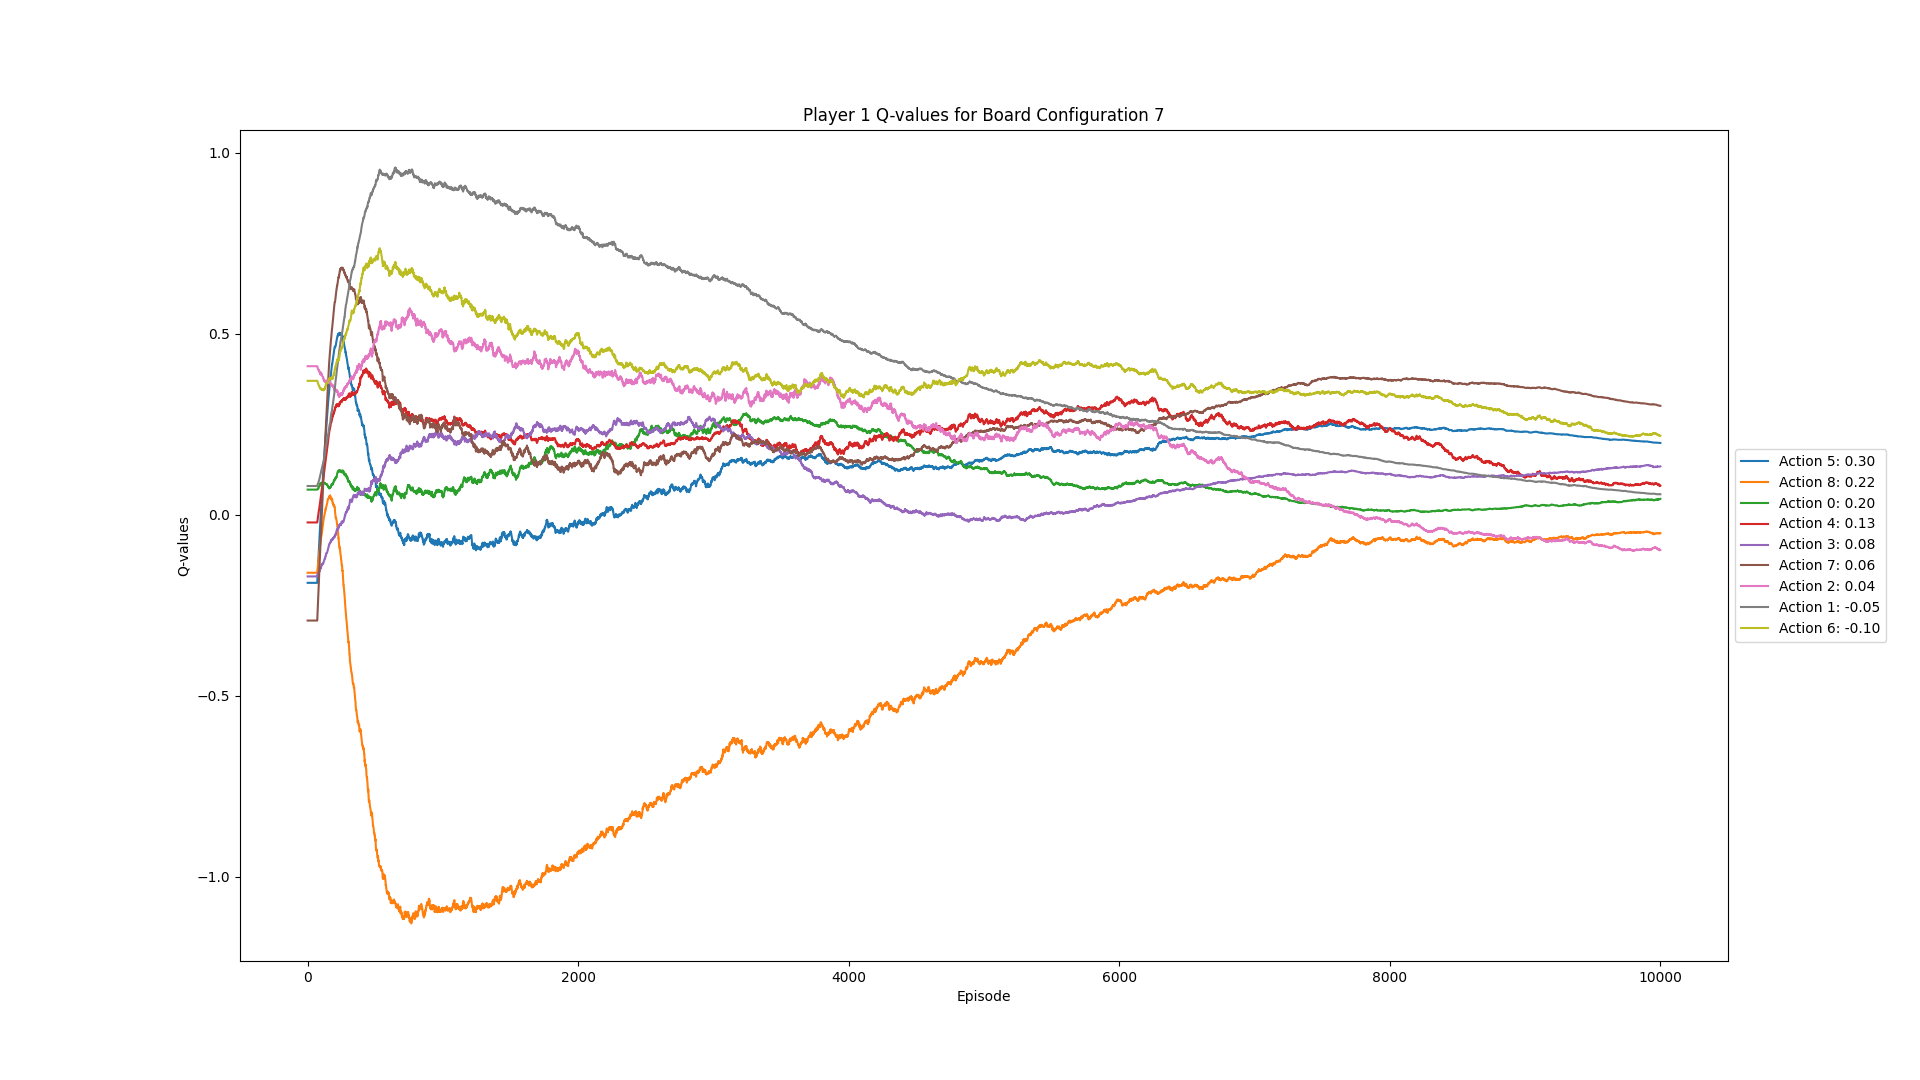 Player 1 Q-values for Board Configuration 7
1.0
0.5
0.0
−0.5
−1.0
Q-values
0
2000
4000
6000
8000
10000
Episode
Action 5: 0.30
Action 8: 0.22
Action 0: 0.20
Action 4: 0.13
Action 3: 0.08
Action 7: 0.06
Action 2: 0.04
Action 1: -0.05
Action 6: -0.10